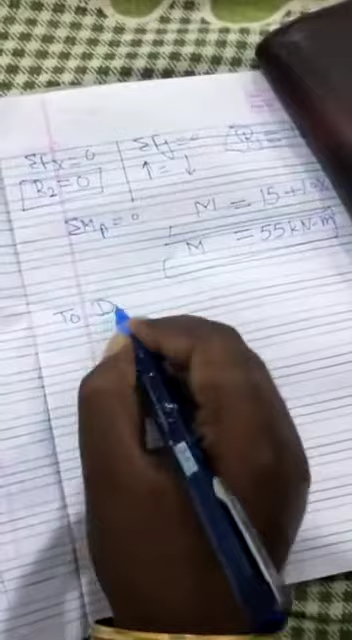 ΣFx=0 ΣFy=0
R₂=0 ↑=↓
ΣMp=0 M = 15+
M = 55 kN-m
To D